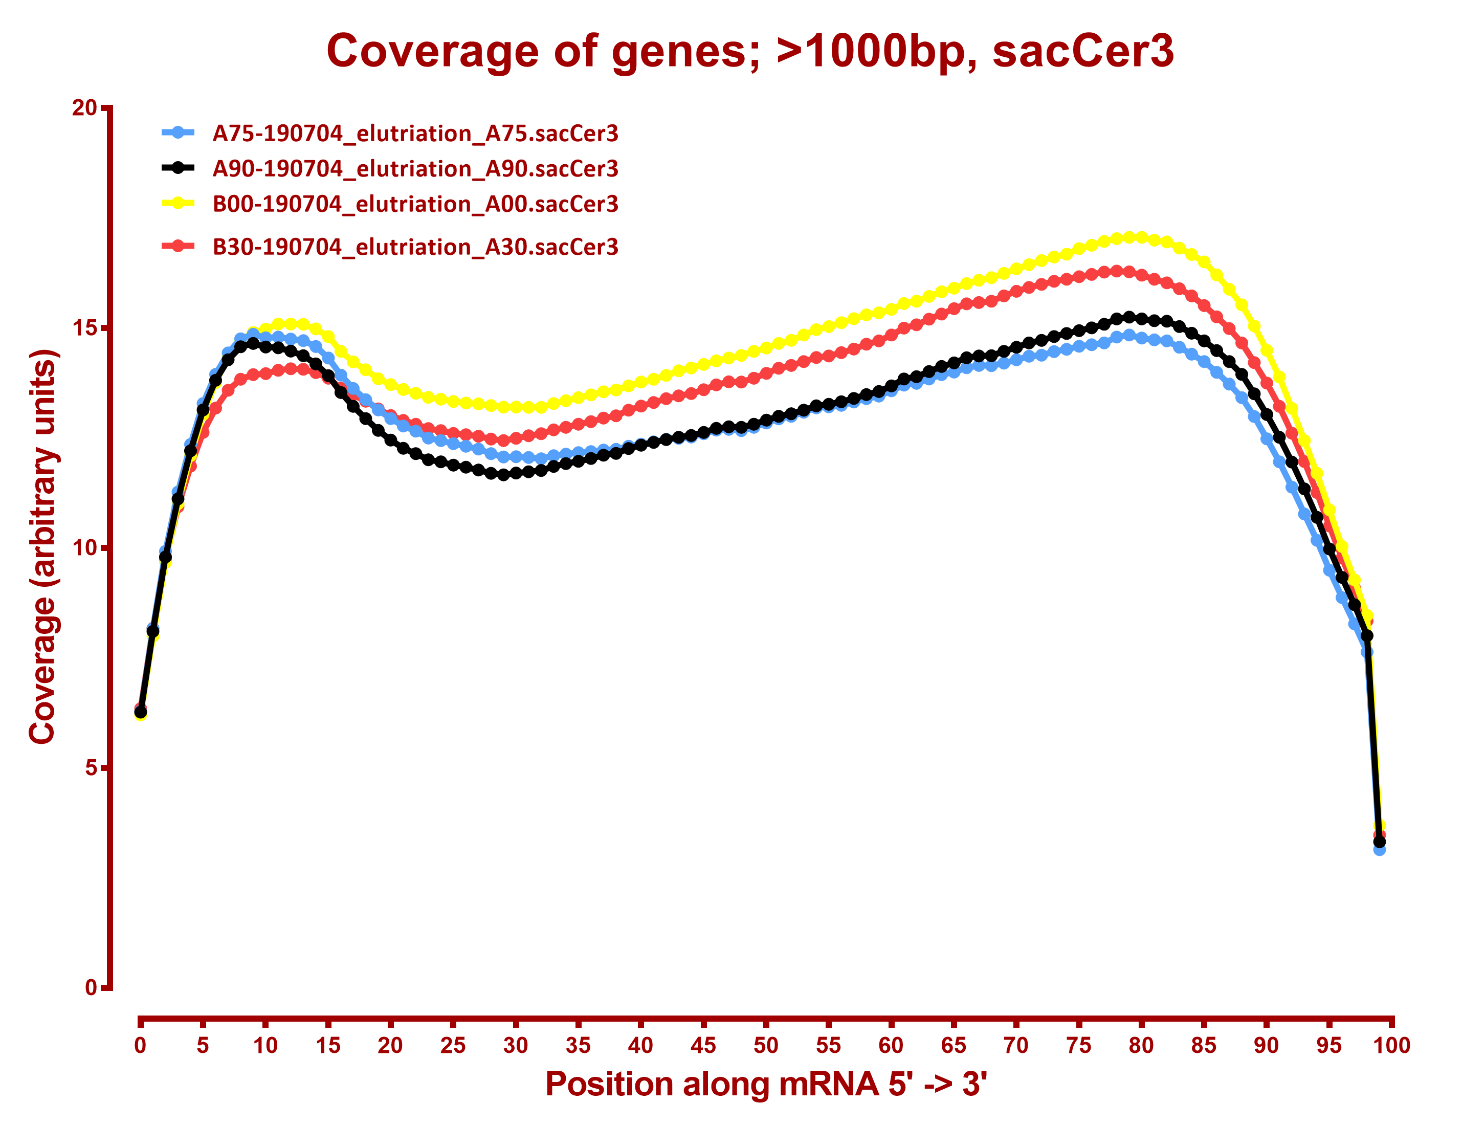 Coverage of genes; >1000bp, sacCer3
20
A75-190704_elutriation_A75.sacCer3
A90-190704_elutriation_A90.sacCer3
B00-190704_elutriation_A00.sacCer3
B30-190704_elutriation_A30.sacCer3
15
10
5
0
Coverage (arbitrary units)
0 5 10 15 20 25 30 35 40 45 50 55 60 65 70 75 80 85 90 95 100
Position along mRNA 5' -> 3'